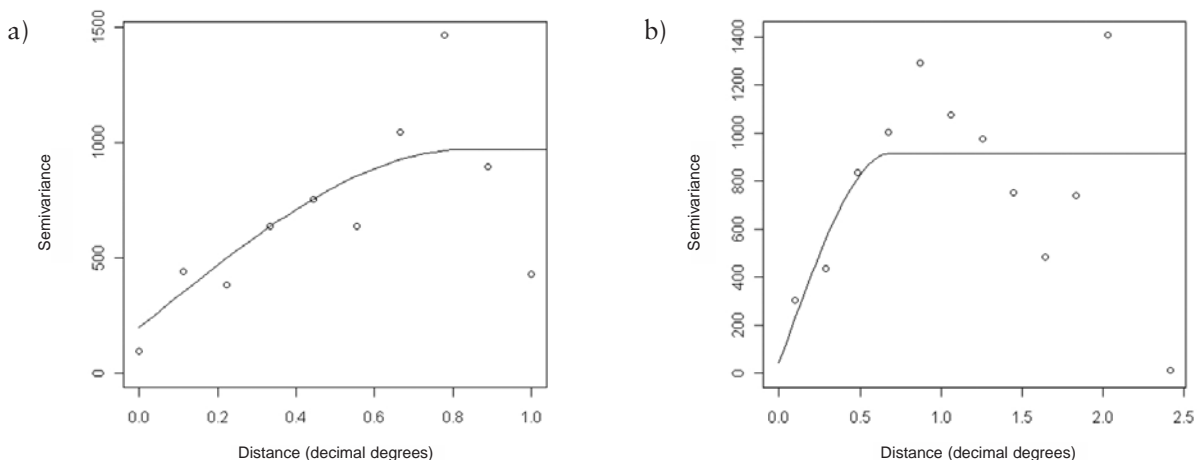 a)
1500
1000
500
0
Semivariance
0.0 0.2 0.4 0.6 0.8 1.0
Distance (decimal degrees)
b)
1400
1200
1000
800
600
400
200
0
Semivariance
0.0 0.5 1.0 1.5 2.0 2.5
Distance (decimal degrees)